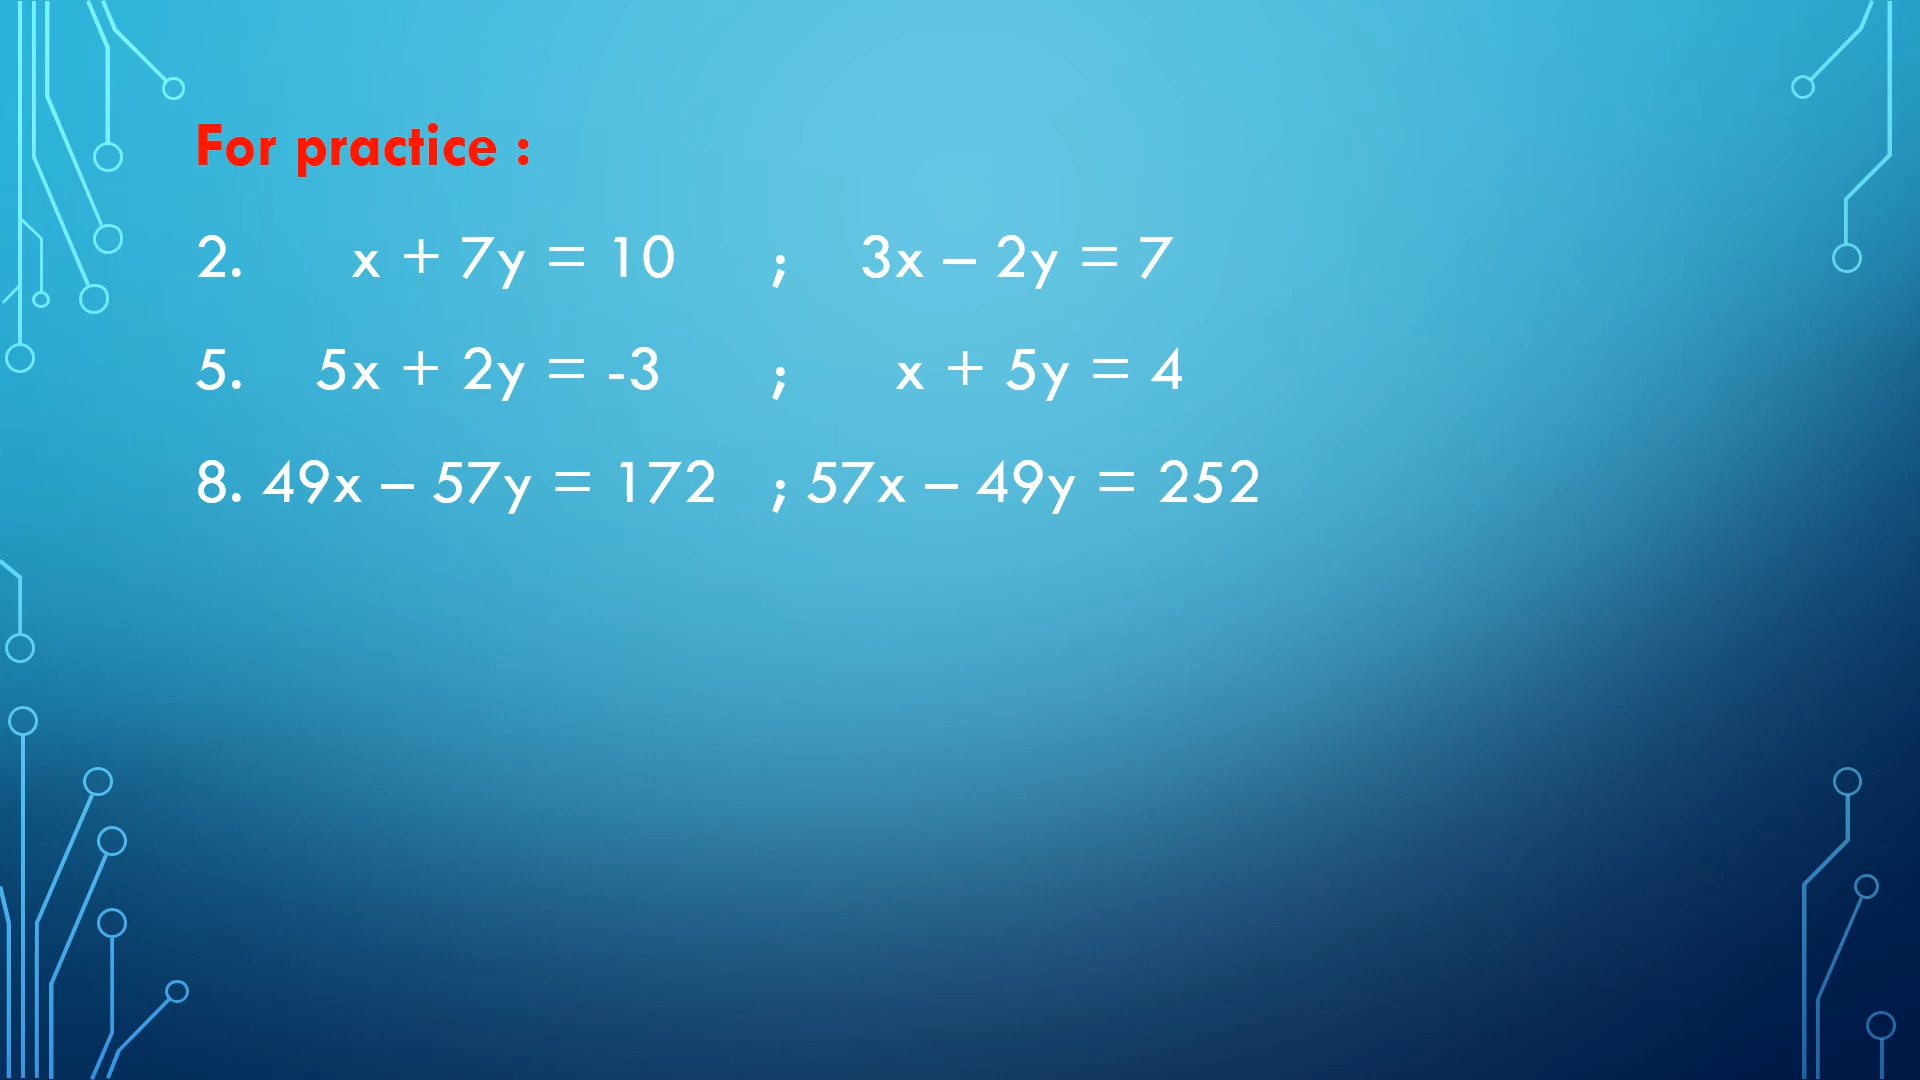 For practice :
2. x + 7y = 10 ; 3x – 2y = 7
5. 5x + 2y = -3 ; x + 5y = 4
8. 49x – 57y = 172 ; 57x – 49y = 252